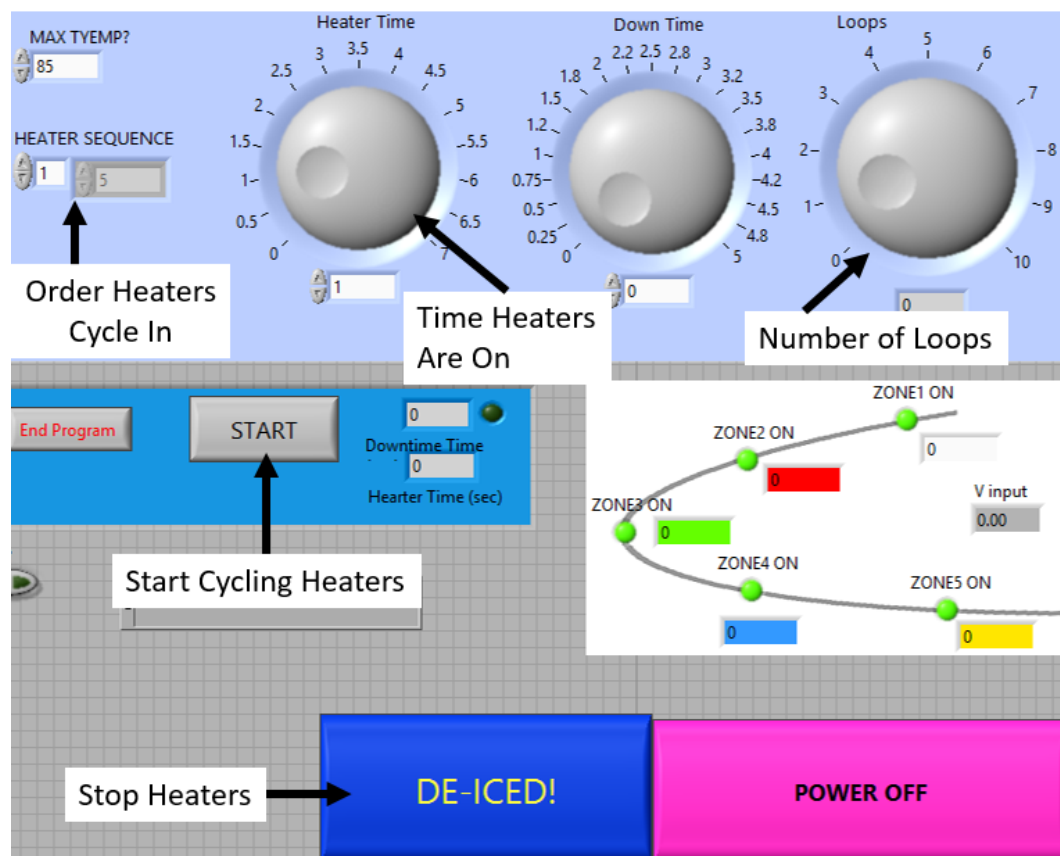 MAX TYEMP?
85
HEATER SEQUENCE
1
5
Order Heaters
Cycle In
Heater Time
0
0.5
1
1.5
2
2.5
3
3.5
4
4.5
5
5.5
6
6.5
7
1
Time Heaters
Are On
Down Time
0
0.25
0.5
0.75
1
1.2
1.5
1.8
2
2.2
2.5
2.8
3
3.2
3.5
3.8
4
4.2
4.5
4.8
5
0
Loops
0
1
2
3
4
5
6
7
8
9
10
0
Number of Loops
End Program
START
0
Downtime Time
0
Hearter Time (sec)
Start Cycling Heaters
ZONE1 ON
0
ZONE2 ON
0
ZONE3 ON
0
ZONE4 ON
0
ZONE5 ON
0
V input
0.00
Stop Heaters
DE-ICED!
POWER OFF